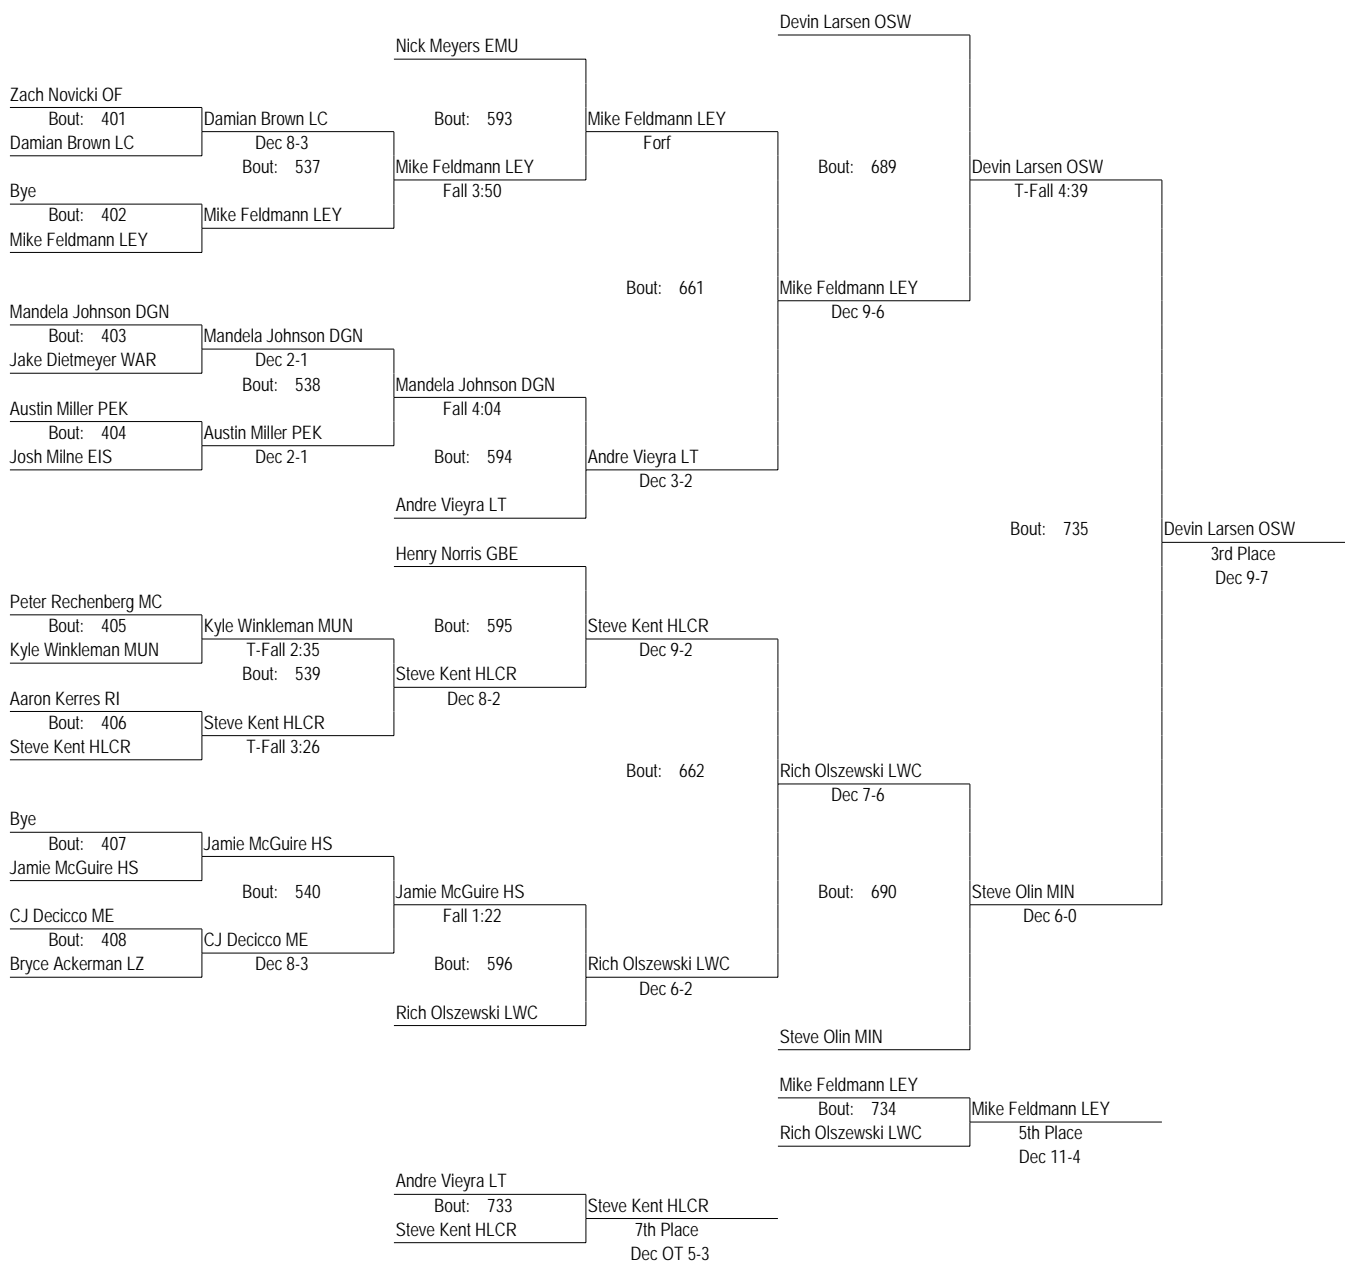 Devin Larsen OSW
Nick Meyers EMU
Zach Novicki OF
Bout: 401
Damian Brown LC
Damian Brown LC
Dec 8-3
Bout: 593
Mike Feldmann LEY
Forf
Bout: 537
Mike Feldmann LEY
Fall 3:50
Bout: 689
Devin Larsen OSW
T-Fall 4:39
Bye
Bout: 402
Mike Feldmann LEY
Mike Feldmann LEY
Bout: 661
Mike Feldmann LEY
Dec 9-6
Mandela Johnson DGN
Bout: 403
Jake Dietmeyer WAR
Mandela Johnson DGN
Dec 2-1
Bout: 538
Mandela Johnson DGN
Fall 4:04
Austin Miller PEK
Bout: 404
Josh Milne EIS
Austin Miller PEK
Dec 2-1
Bout: 594
Andre Vieyra LT
Dec 3-2
Andre Vieyra LT
Bout: 735
Devin Larsen OSW
3rd Place
Dec 9-7
Henry Norris GBE
Peter Rechenberg MC
Bout: 405
Kyle Winkleman MUN
Kyle Winkleman MUN
T-Fall 2:35
Bout: 595
Steve Kent HLCR
Dec 9-2
Bout: 539
Steve Kent HLCR
Dec 8-2
Aaron Kerres RI
Bout: 406
Steve Kent HLCR
Steve Kent HLCR
T-Fall 3:26
Bout: 662
Rich Olszewski LWC
Dec 7-6
Bye
Bout: 407
Jamie McGuire HS
Jamie McGuire HS
Bout: 540
Jamie McGuire HS
Fall 1:22
Bout: 690
Steve Olin MIN
Dec 6-0
CJ Decicco ME
Bout: 408
Bryce Ackerman LZ
CJ Decicco ME
Dec 8-3
Bout: 596
Rich Olszewski LWC
Dec 6-2
Rich Olszewski LWC
Steve Olin MIN
Mike Feldmann LEY
Bout: 734
Rich Olszewski LWC
Mike Feldmann LEY
5th Place
Dec 11-4
Andre Vieyra LT
Bout: 733
Steve Kent HLCR
Steve Kent HLCR
7th Place
Dec OT 5-3